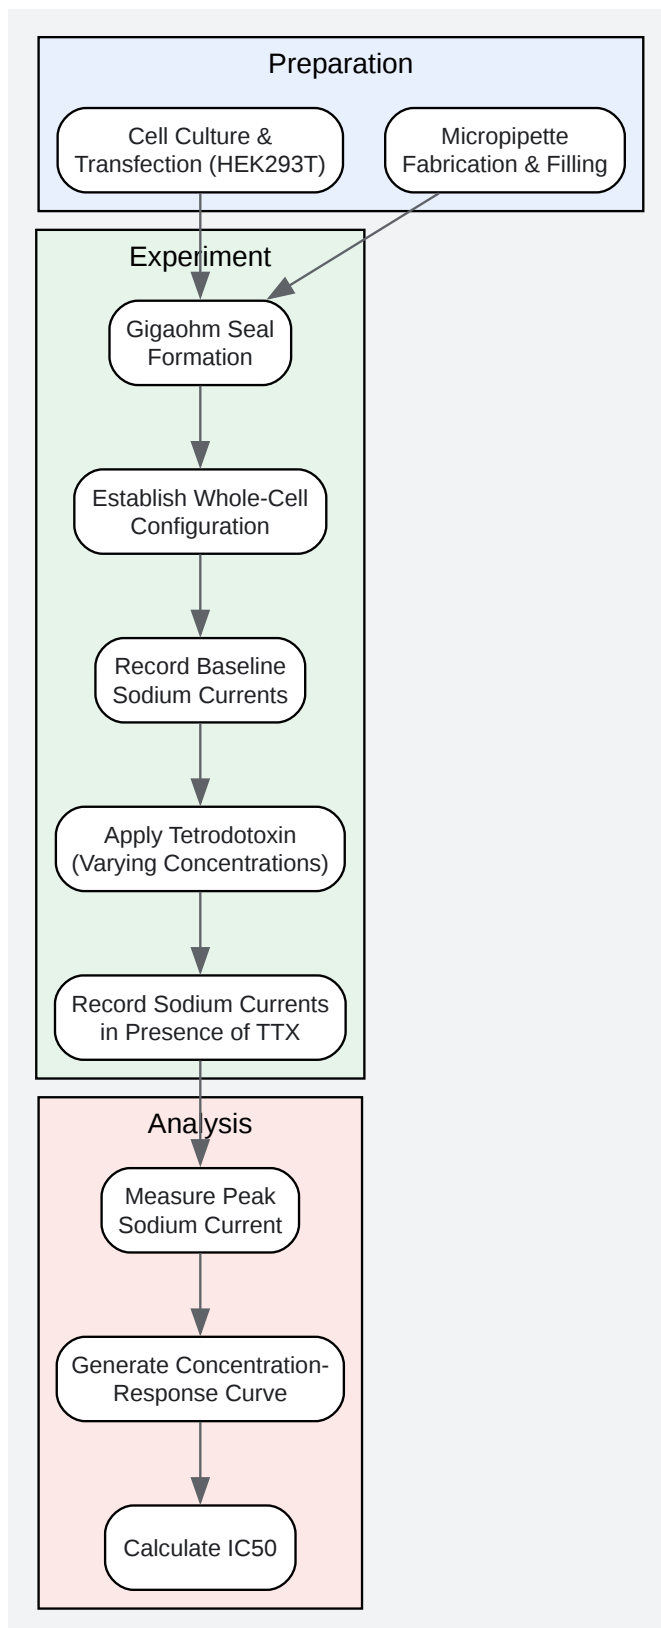 Preparation
Cell Culture &
Transfection (HEK293T)
Micropipette
Fabrication & Filling
Experiment
Gigaohm Seal
Formation
Establish Whole-Cell
Configuration
Record Baseline
Sodium Currents
Apply Tetrodotoxin
(Varying Concentrations)
Record Sodium Currents
in Presence of TTX
Analysis
Measure Peak
Sodium Current
Generate Concentration-
Response Curve
Calculate IC50